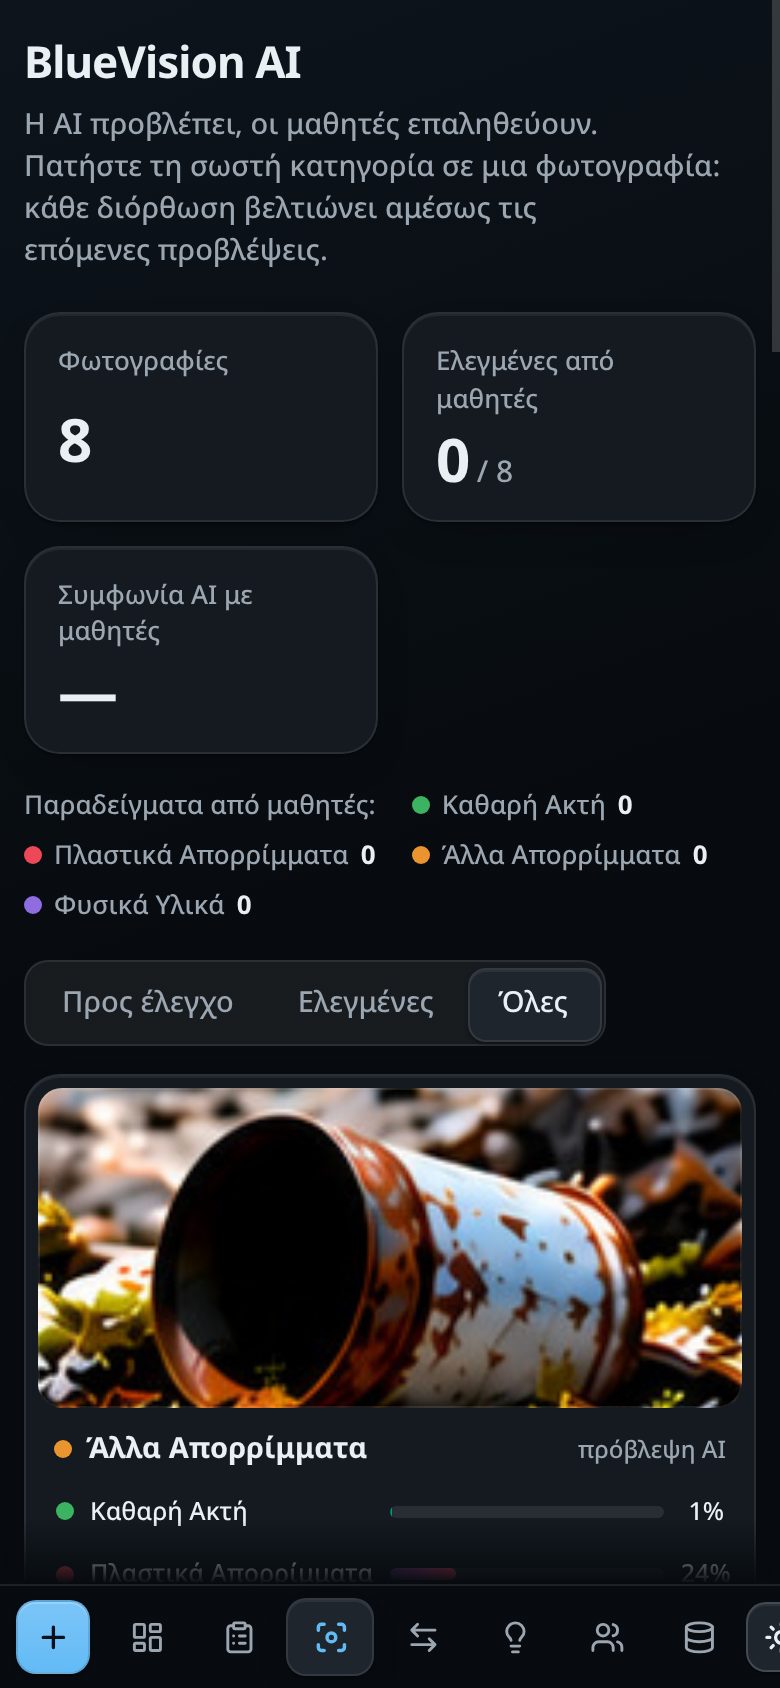 BlueVision AI
Η AI προβλέπει, οι μαθητές επαληθεύουν.
Πατήστε τη σωστή κατηγορία σε μια φωτογραφία:
κάθε διόρθωση βελτιώνει αμέσως τις
επόμενες προβλέψεις.
Φωτογραφίες
8
Ελεγμένες από
μαθητές
0 / 8
Συμφωνία AI με
μαθητές
—
Παραδείγματα από μαθητές:
Καθαρή Ακτή 0
Πλαστικά Απορρίμματα 0
Άλλα Απορρίμματα 0
Φυσικά Υλικά 0
Προς έλεγχο
Ελεγμένες
Όλες
Άλλα Απορρίμματα
πρόβλεψη AI
Καθαρή Ακτή
1%
Πλαστικά Απορρίμματα
24%